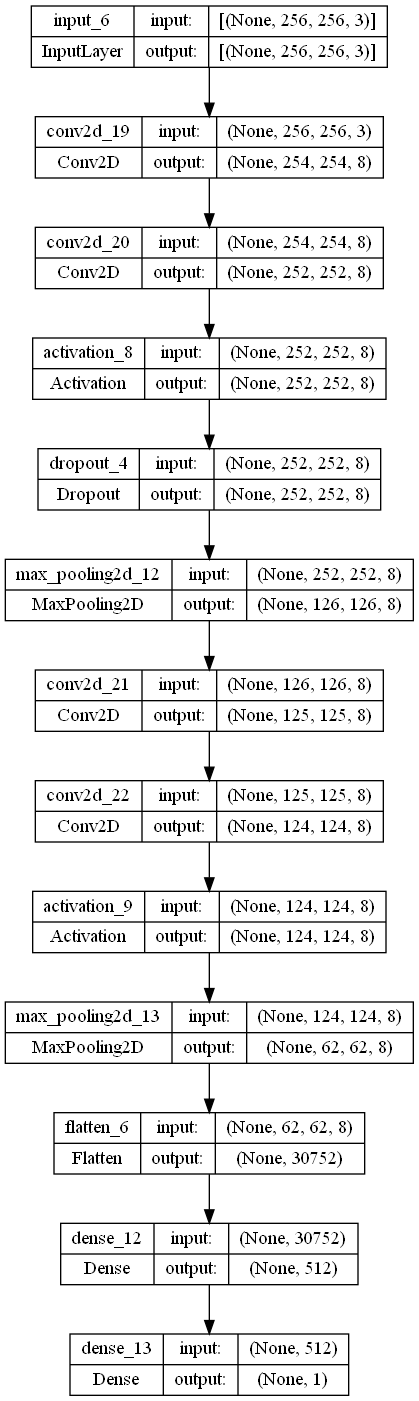 input_6 input: [(None, 256, 256, 3)]
InputLayer output: [(None, 256, 256, 3)]
conv2d_19 input: (None, 256, 256, 3)
Conv2D output: (None, 254, 254, 8)
conv2d_20 input: (None, 254, 254, 8)
Conv2D output: (None, 252, 252, 8)
activation_8 input: (None, 252, 252, 8)
Activation output: (None, 252, 252, 8)
dropout_4 input: (None, 252, 252, 8)
Dropout output: (None, 252, 252, 8)
max_pooling2d_12 input: (None, 252, 252, 8)
MaxPooling2D output: (None, 126, 126, 8)
conv2d_21 input: (None, 126, 126, 8)
Conv2D output: (None, 125, 125, 8)
conv2d_22 input: (None, 125, 125, 8)
Conv2D output: (None, 124, 124, 8)
activation_9 input: (None, 124, 124, 8)
Activation output: (None, 124, 124, 8)
max_pooling2d_13 input: (None, 124, 124, 8)
MaxPooling2D output: (None, 62, 62, 8)
flatten_6 input: (None, 62, 62, 8)
Flatten output: (None, 30752)
dense_12 input: (None, 30752)
Dense output: (None, 512)
dense_13 input: (None, 512)
Dense output: (None, 1)